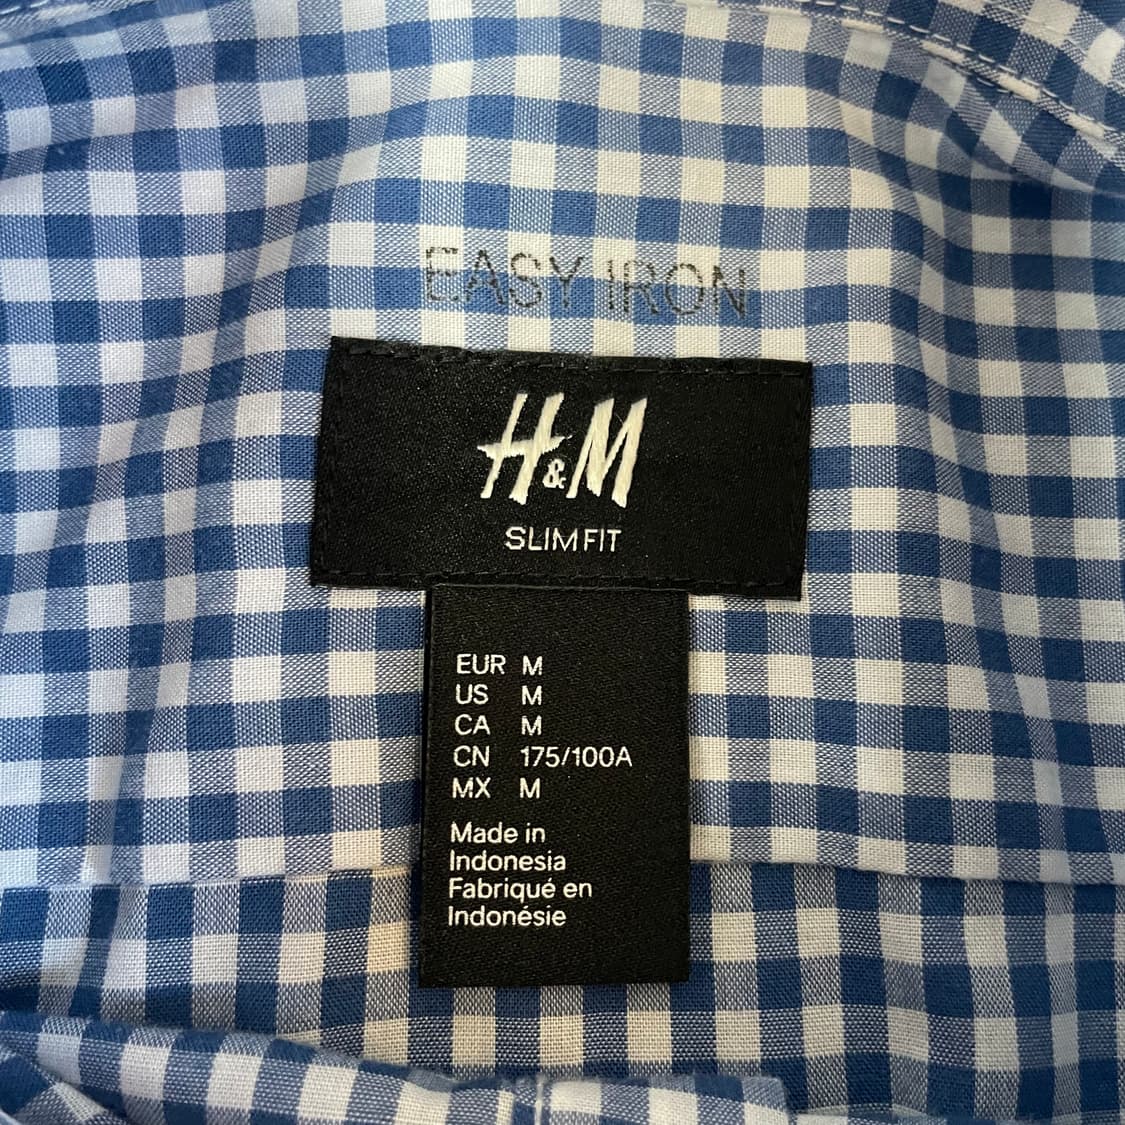 EASY IRON
H&M
SLIM FIT
EUR M
US M
CA M
CN 175/100A
MX M
Made in
Indonesia
Fabriqué en
Indonésie